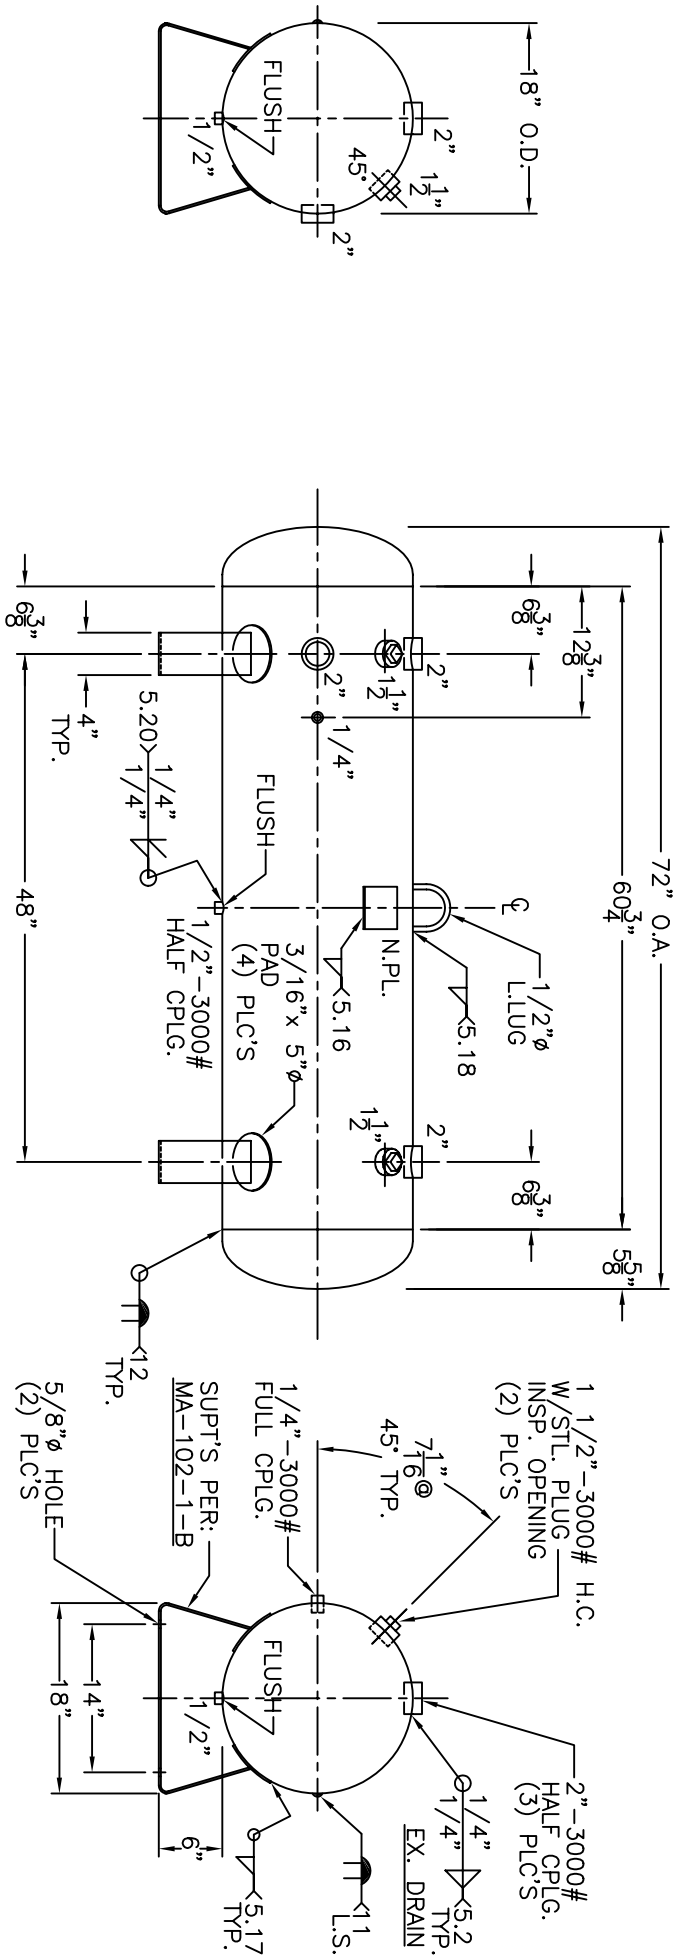 18" O.D.
2"
1 1/2"
45°
2"
FLUSH
1/2"
72" O.A.
60 3/4"
5 5/8"
12 3/8"
6 3/8"
6 3/8"
2"
1 1/2"
2"
1/4"
℄
1/2"ø
L.LUG
5.18
N.PL.
5.16
2"
1 1/2"
FLUSH
3/16" x 5"ø
PAD
(4) PLC'S
1/2"-3000#
HALF CPLG.
5.20
1/4"
1/4"
4"
TYP.
6 3/8"
48"
12
TYP.
1 1/2"-3000# H.C.
W/STL. PLUG
INSP. OPENING
(2) PLC'S
7 1/16" @
45° TYP.
1/4"-3000#
FULL CPLG.
SUPT'S PER:
MA-102-1-B
5/8"ø HOLE
(2) PLC'S
2"-3000#
HALF CPLG.
(3) PLC'S
1/4"
1/4"
5.2
TYP.
EX. DRAIN
11
L.S.
FLUSH
1/2"
5.17
TYP.
6"
14"
18"